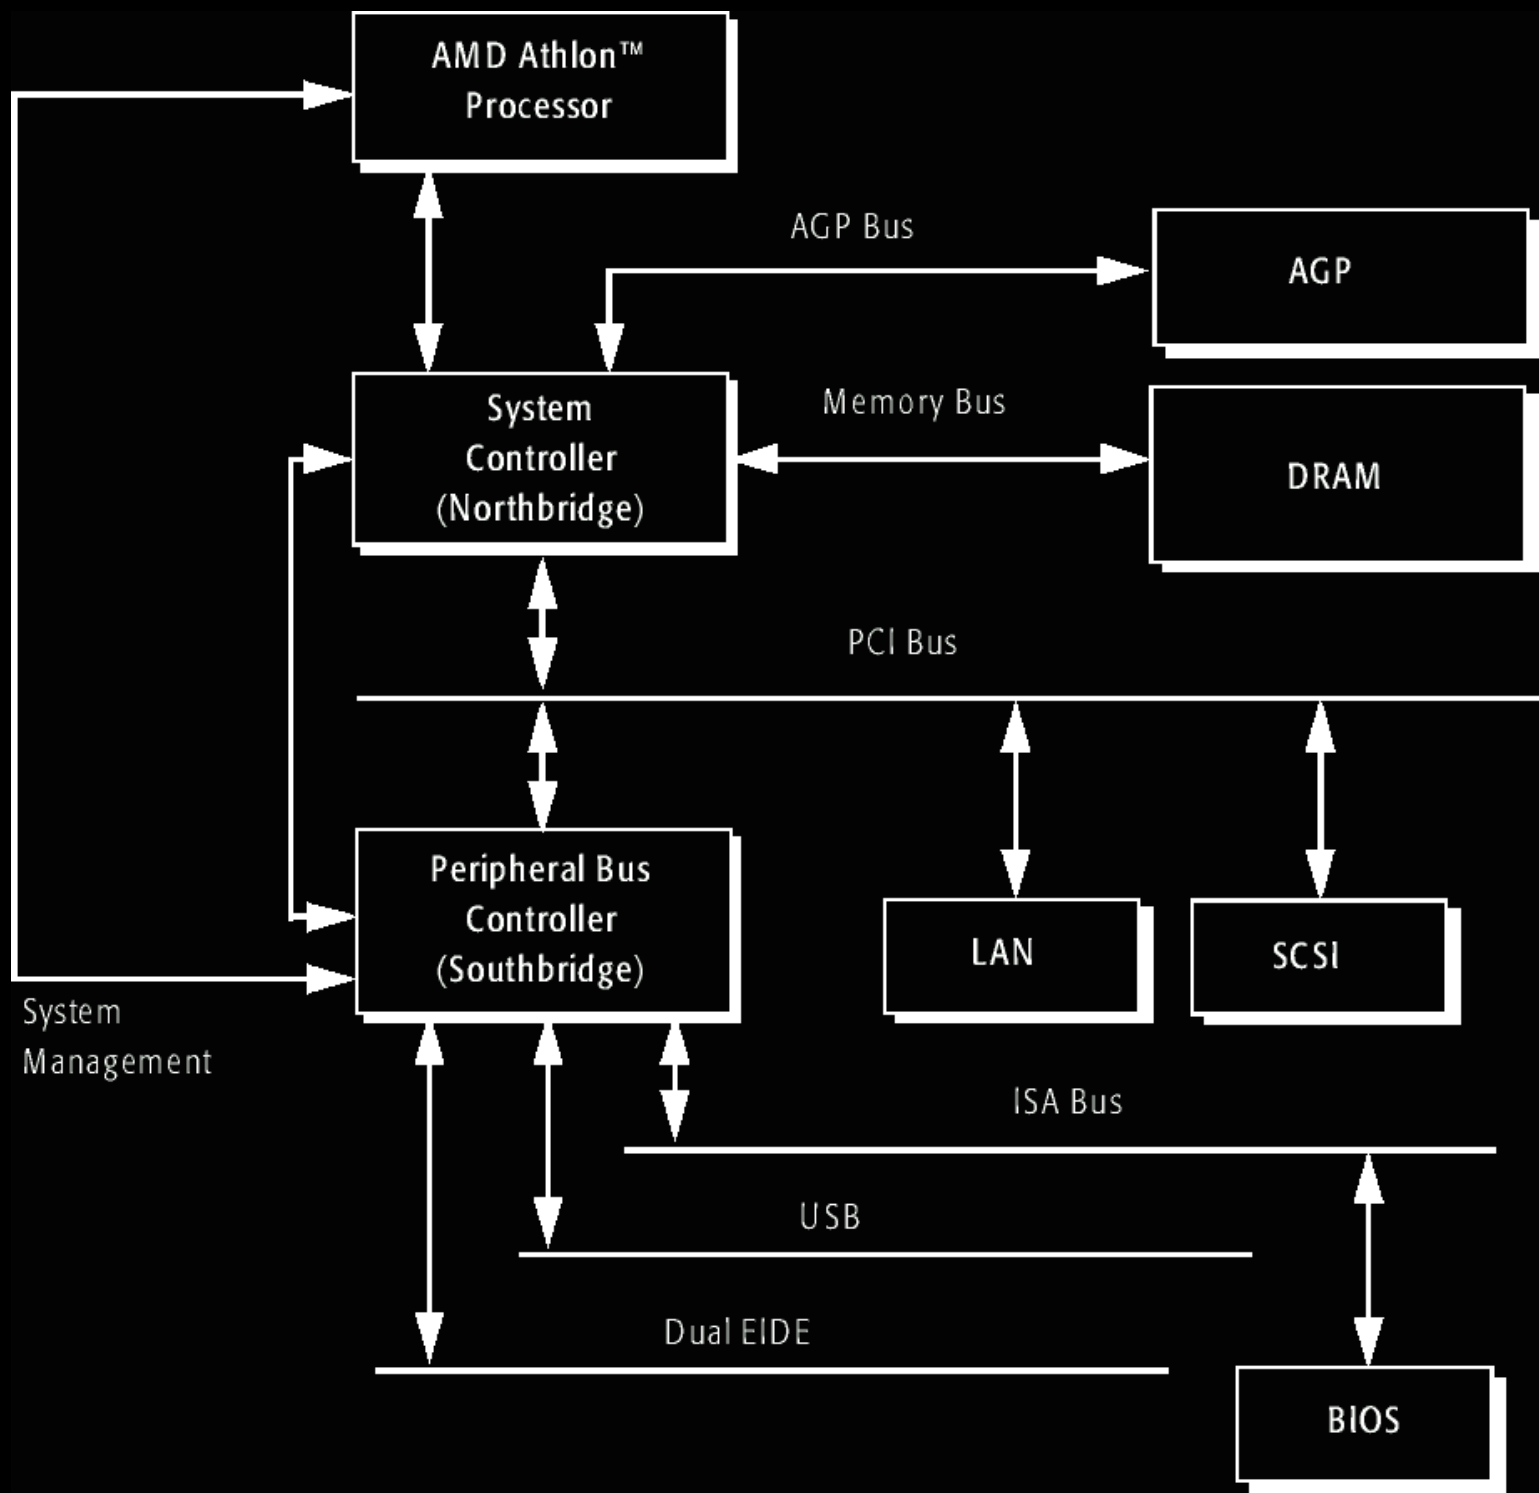 AMD Athlon™
Processor
AGP Bus
AGP
System
Controller
(Northbridge)
Memory Bus
DRAM
PCI Bus
Peripheral Bus
Controller
(Southbridge)
LAN
SCSI
System
Management
ISA Bus
USB
Dual EIDE
BIOS